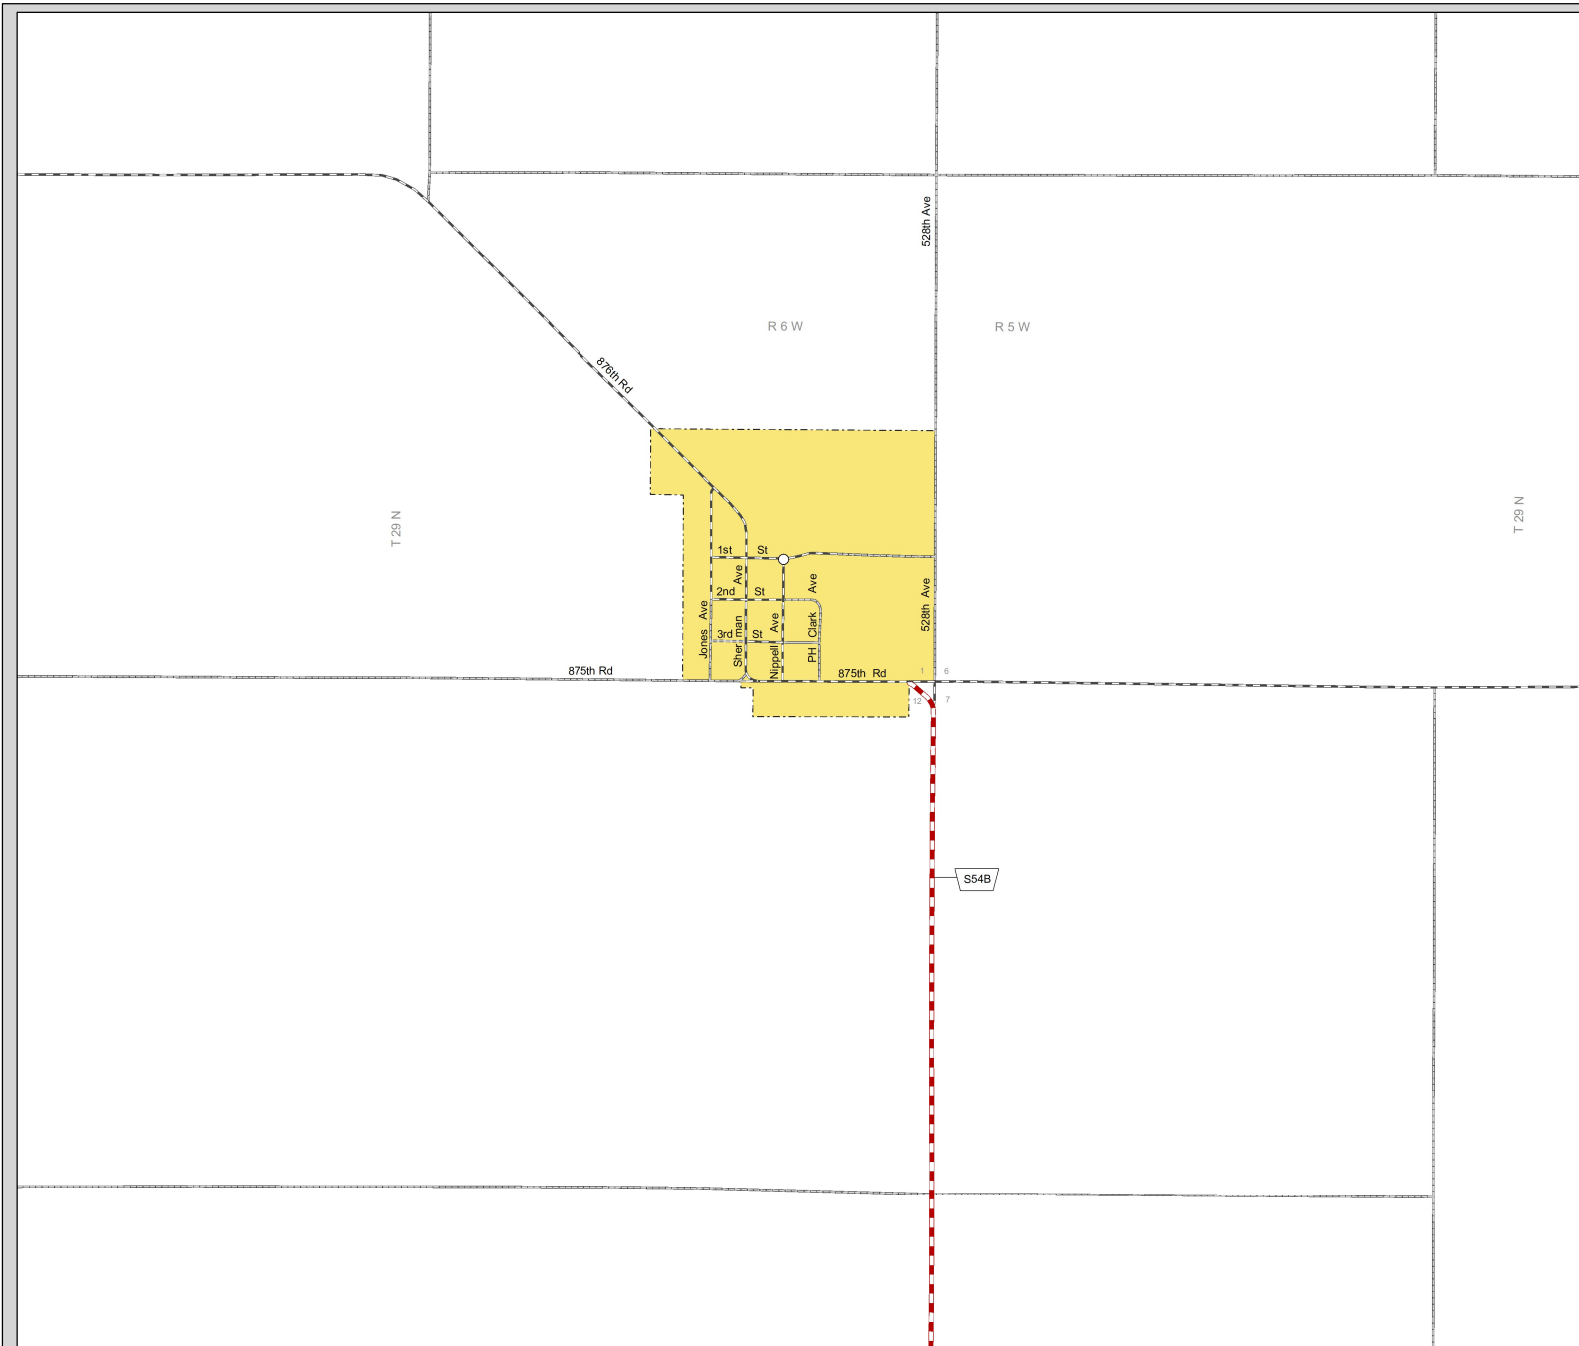 528th Ave
R 6 W
R 5 W
876th Rd
T 29 N
T 29 N
1st St
2nd St
3rd St
Jones Ave
Sherman Ave
Nippell Ave
PH Clark Ave
528th Ave
875th Rd
875th Rd
1
6
12
7
S54B